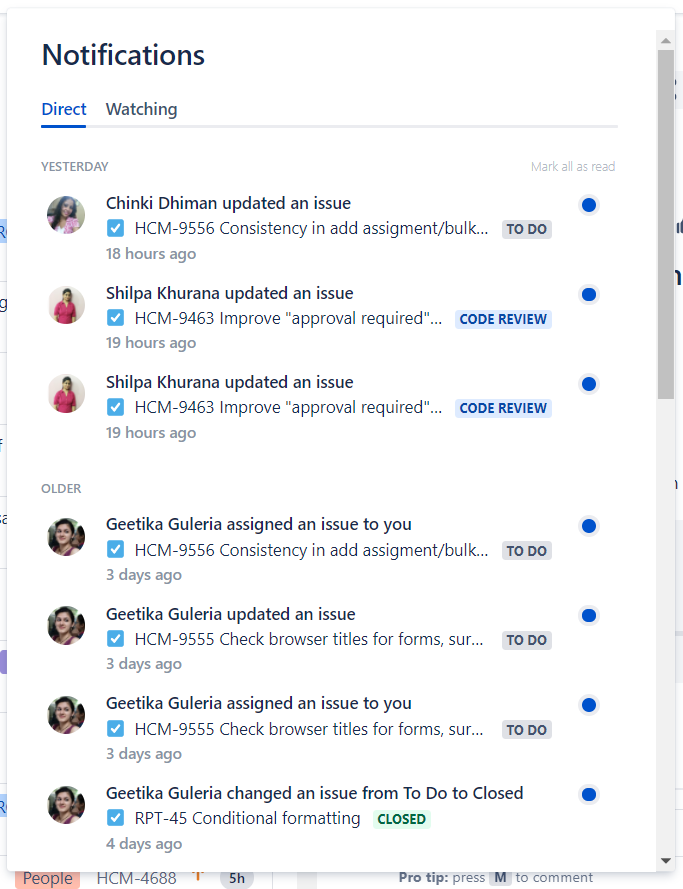 Notifications
Direct Watching
YESTERDAY Mark all as read
Chinki Dhiman updated an issue
HCM-9556 Consistency in add assigment/bulk... TO DO
18 hours ago
Shilpa Khurana updated an issue
HCM-9463 Improve "approval required"... CODE REVIEW
19 hours ago
Shilpa Khurana updated an issue
HCM-9463 Improve "approval required"... CODE REVIEW
19 hours ago
OLDER
Geetika Guleria assigned an issue to you
HCM-9556 Consistency in add assigment/bulk... TO DO
3 days ago
Geetika Guleria updated an issue
HCM-9555 Check browser titles for forms, sur... TO DO
3 days ago
Geetika Guleria assigned an issue to you
HCM-9555 Check browser titles for forms, sur... TO DO
3 days ago
Geetika Guleria changed an issue from To Do to Closed
RPT-45 Conditional formatting CLOSED
4 days ago
People HCM-4688 5h Pro tip: press M to comment